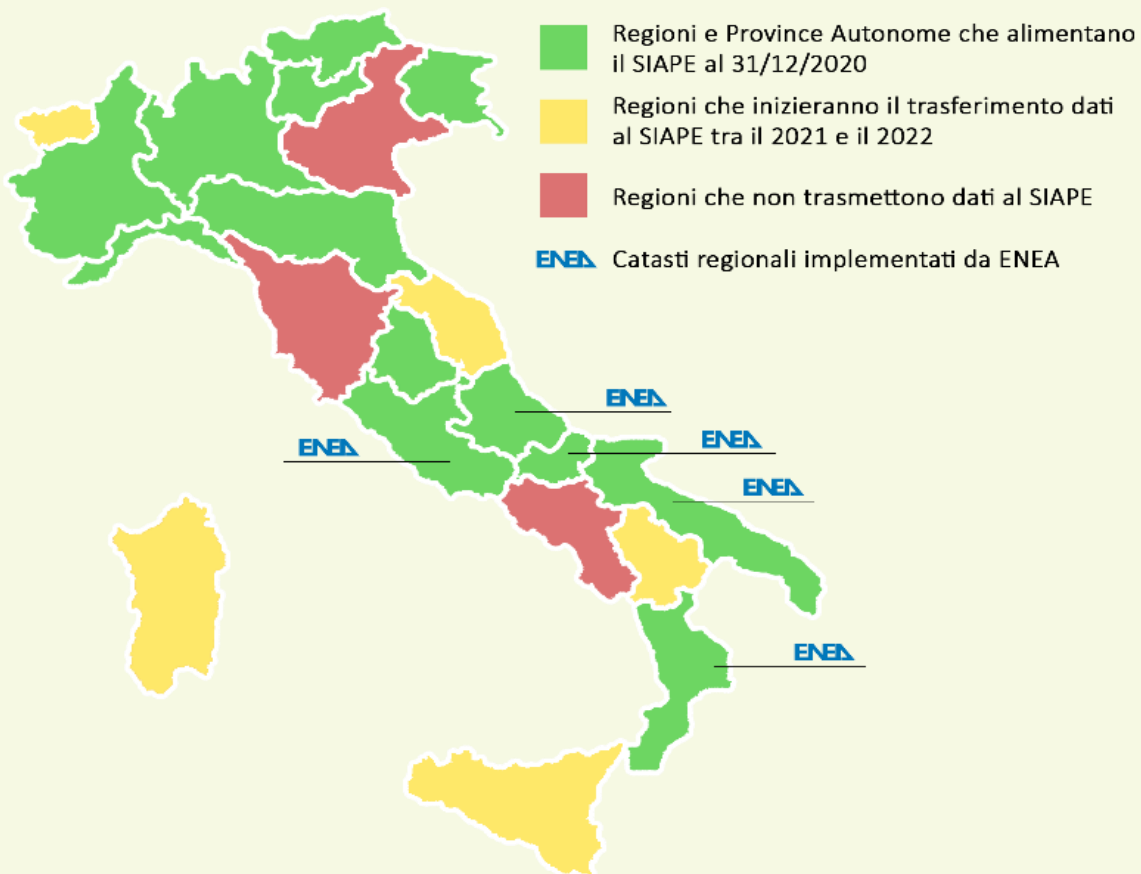 Regioni e Province Autonome che alimentano
il SIAPE al 31/12/2020
Regioni che inizieranno il trasferimento dati
al SIAPE tra il 2021 e il 2022
Regioni che non trasmettono dati al SIAPE
ENEA Catasti regionali implementati da ENEA
ENEA
ENEA
ENEA
ENEA
ENEA